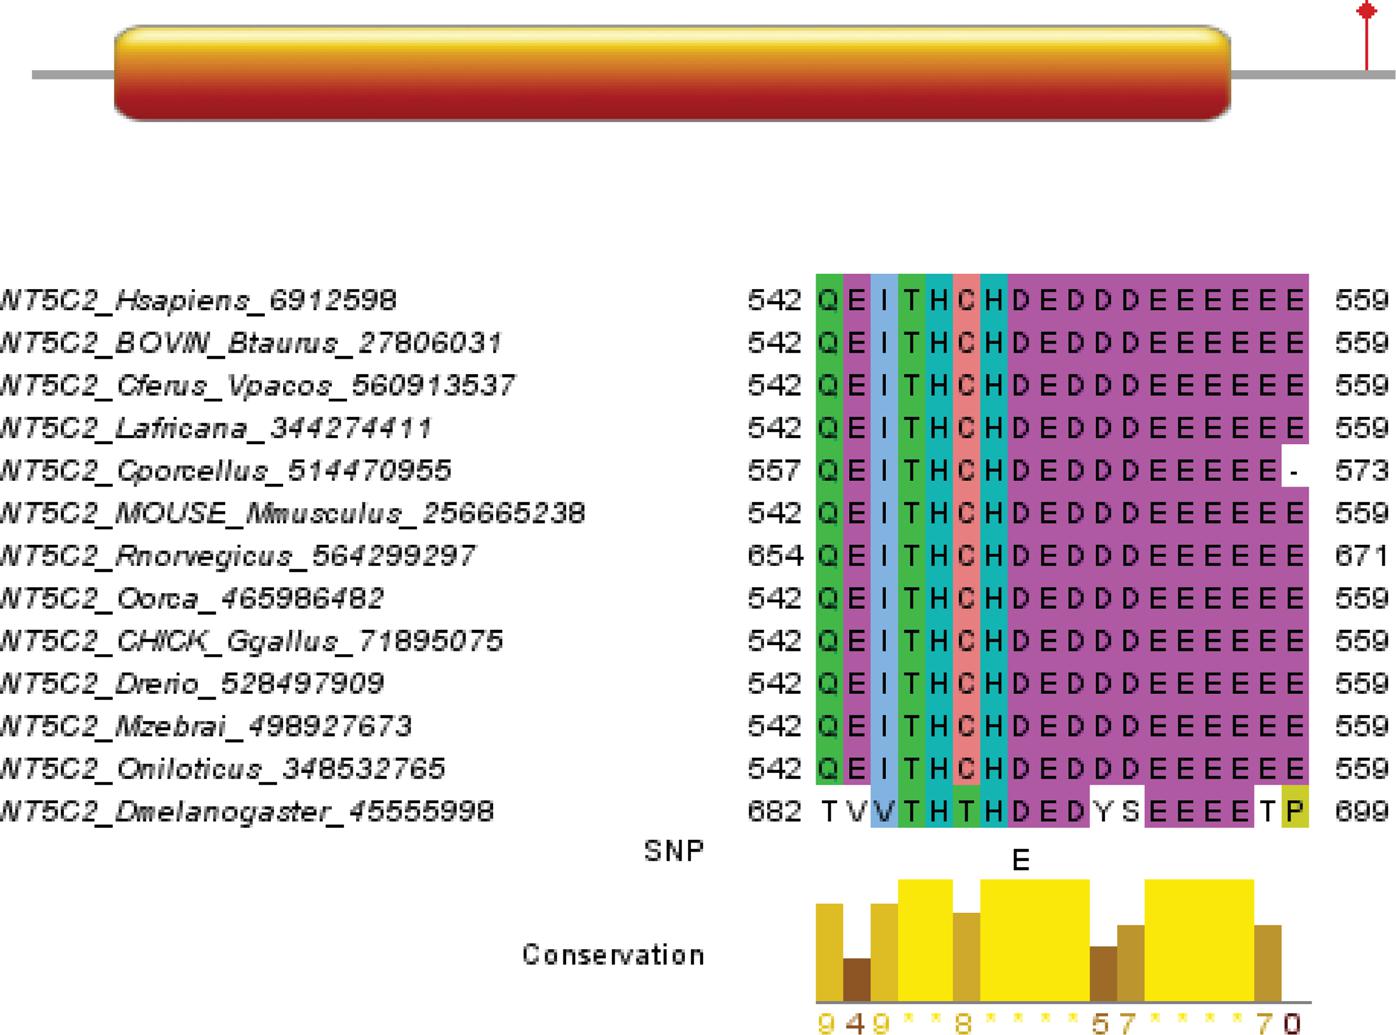 NT5C2_Hsapiens_6912598 542 QEITHCHDEDDDEEEEEE 559
NT5C2_BOVIN_Btaurus_27806031 542 QEITHCHDEDDDEEEEEE 559
NT5C2_Cferus_Vpacos_560913537 542 QEITHCHDEDDDEEEEEE 559
NT5C2_Lafricana_344274411 542 QEITHCHDEDDDEEEEEE 559
NT5C2_Cporcellus_514470955 557 QEITHCHDEDDDEEEEE- 573
NT5C2_MOUSE_Mmusculus_256665238 542 QEITHCHDEDDDEEEEEE 559
NT5C2_Rnorvegicus_564299297 654 QEITHCHDEDDDEEEEEE 671
NT5C2_Oorca_465986482 542 QEITHCHDEDDDEEEEEE 559
NT5C2_CHICK_Ggallus_71895075 542 QEITHCHDEDDDEEEEEE 559
NT5C2_Drerio_528497909 542 QEITHCHDEDDDEEEEEE 559
NT5C2_Mzebrai_498927673 542 QEITHCHDEDDDEEEEEE 559
NT5C2_Oniloticus_348532765 542 QEITHCHDEDDDEEEEEE 559
NT5C2_Dmelanogaster_45555998 682 TVVTHTHDEDYSEEEETP 699
SNP E
Conservation
949**8****57****70